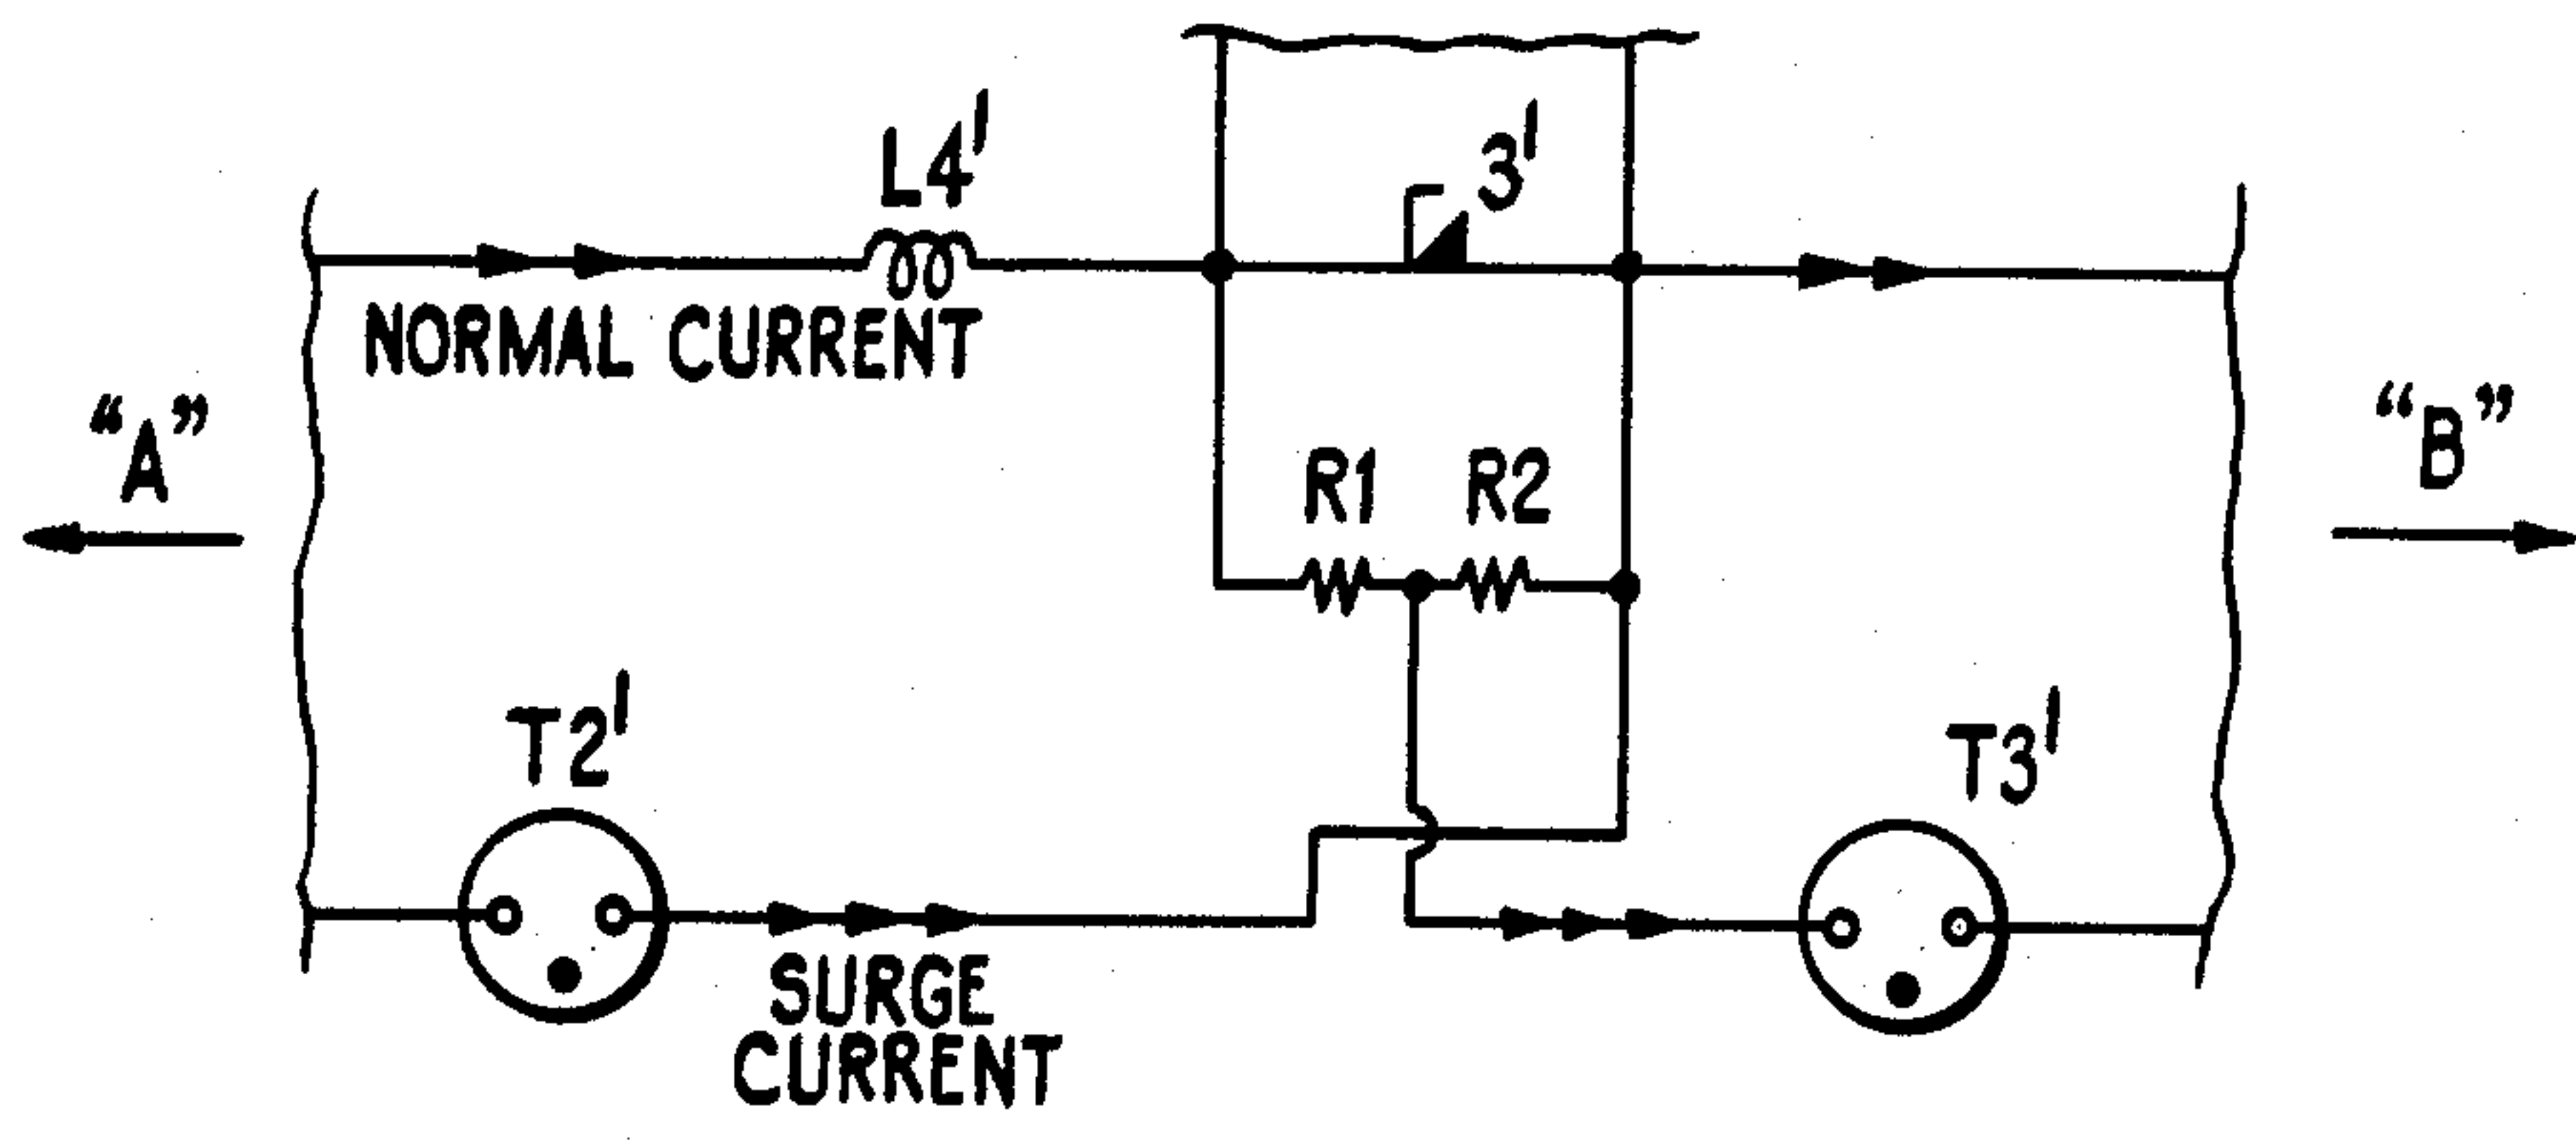 L4'
3'
NORMAL CURRENT
“A”
“B”
R1 R2
T2'
T3'
SURGE
CURRENT